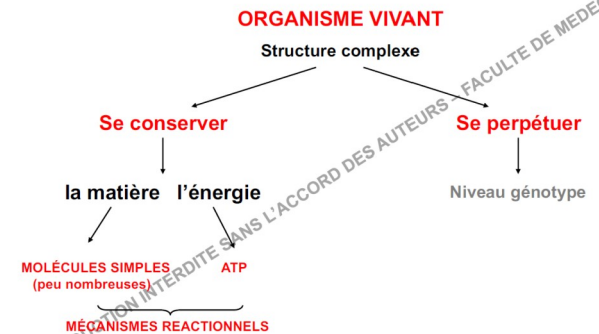 ORGANISME VIVANT
Structure complexe
Se conserver
Se perpétuer
la matière l’énergie
Niveau génotype
MOLÉCULES SIMPLES
(peu nombreuses)
ATP
MÉCANISMES REACTIONNELS
INTERDITE SANS L'ACCORD DES AUTEURS - FACULTE DE